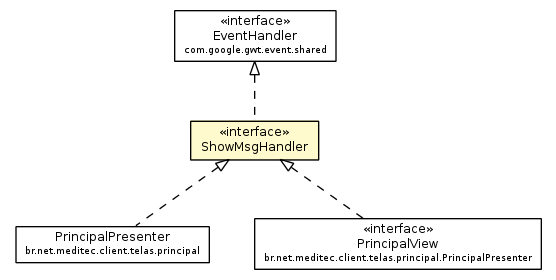 «interface»
EventHandler
com.google.gwt.event.shared
«interface»
ShowMsgHandler
PrincipalPresenter
br.net.meditec.client.telas.principal
«interface»
PrincipalView
br.net.meditec.client.telas.principal.PrincipalPresenter